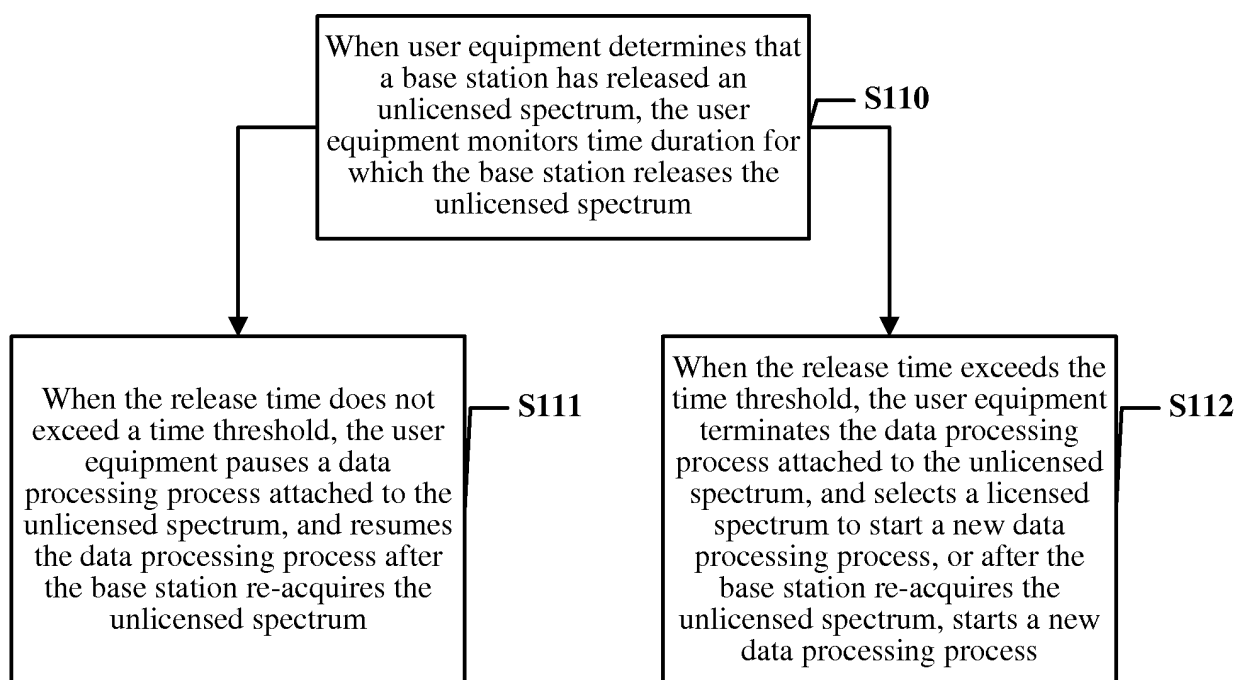 When user equipment determines that
a base station has released an
unlicensed spectrum, the user
equipment monitors time duration for
which the base station releases the
unlicensed spectrum
S110
When the release time does not
exceed a time threshold, the user
equipment pauses a data
processing process attached to the
unlicensed spectrum, and resumes
the data processing process after
the base station re-acquires the
unlicensed spectrum
S111
When the release time exceeds the
time threshold, the user equipment
terminates the data processing
process attached to the unlicensed
spectrum, and selects a licensed
spectrum to start a new data
processing process, or after the
base station re-acquires the
unlicensed spectrum, starts a new
data processing process
S112